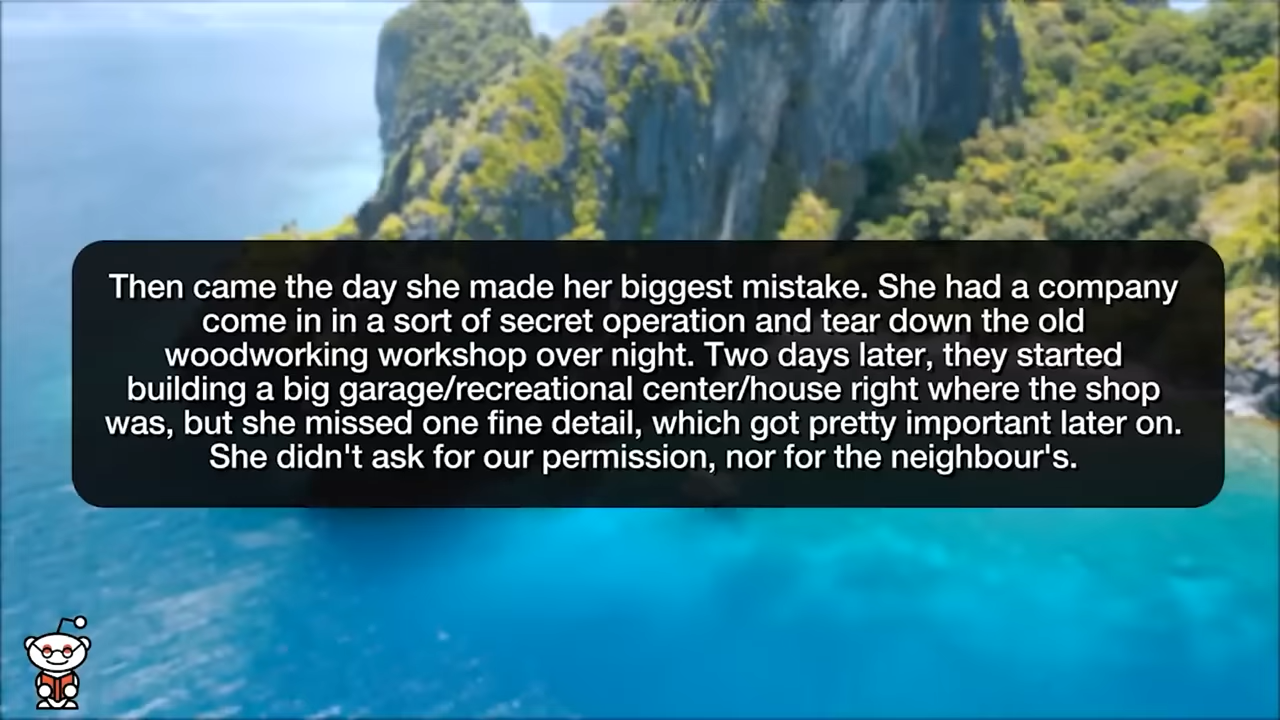 Then came the day she made her biggest mistake. She had a company
come in in a sort of secret operation and tear down the old
woodworking workshop over night. Two days later, they started
building a big garage/recreational center/house right where the shop
was, but she missed one fine detail, which got pretty important later on.
She didn't ask for our permission, nor for the neighbour's.